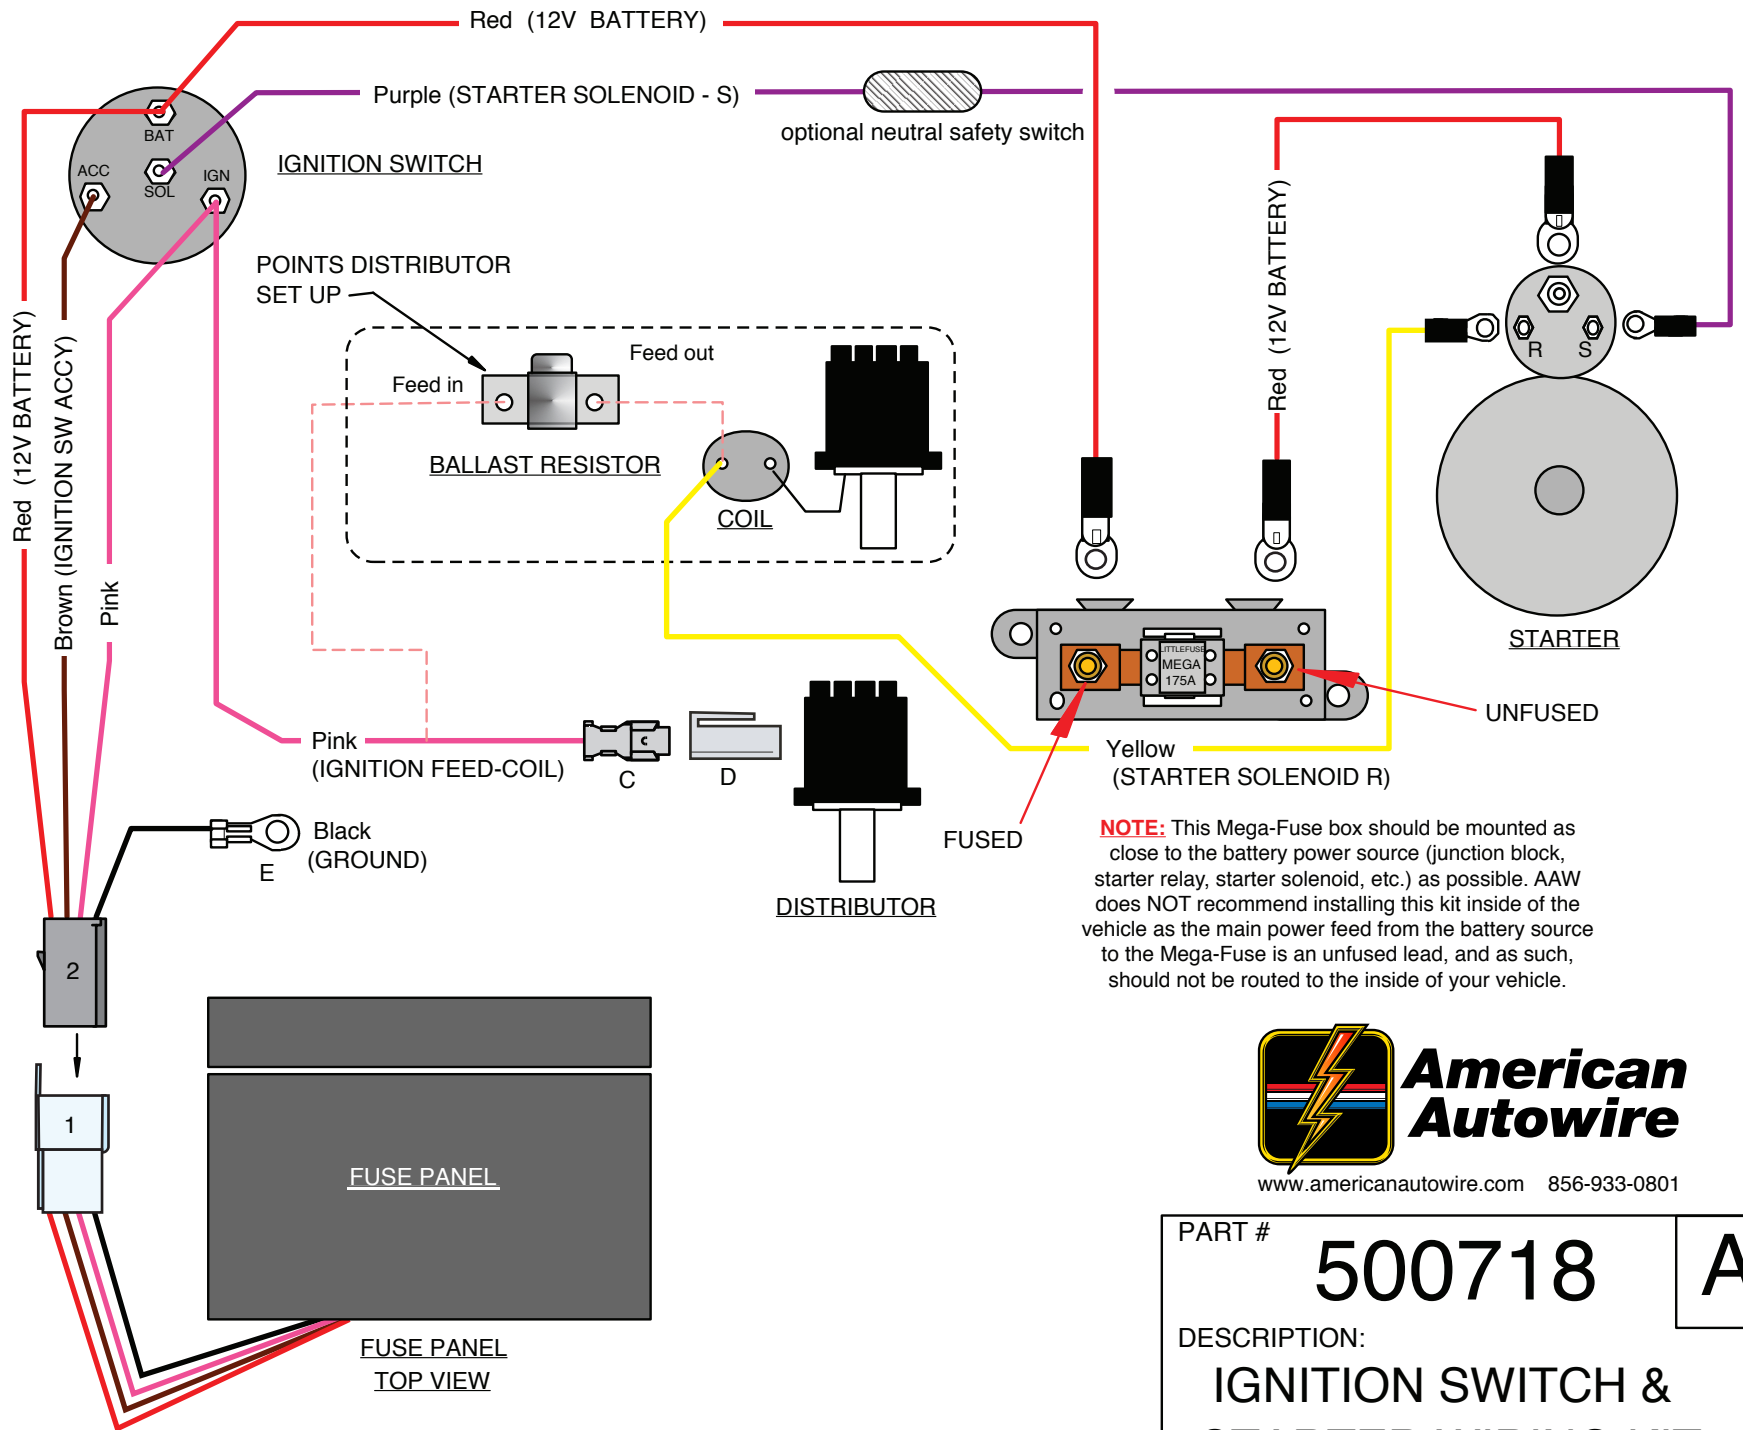 Red (12V BATTERY)
Purple (STARTER SOLENOID - S)
optional neutral safety switch
BAT
ACC
SOL
IGN
IGNITION SWITCH
Red (12V BATTERY)
Brown (IGNITION SW ACCY)
Pink
POINTS DISTRIBUTOR
SET UP
Feed in
Feed out
BALLAST RESISTOR
COIL
Red (12V BATTERY)
R
S
STARTER
LITTLEFUSE
MEGA
175A
UNFUSED
FUSED
Pink
(IGNITION FEED-COIL)
C
D
DISTRIBUTOR
Yellow
(STARTER SOLENOID R)
Black
(GROUND)
E
NOTE: This Mega-Fuse box should be mounted as
close to the battery power source (junction block,
starter relay, starter solenoid, etc.) as possible. AAW
does NOT recommend installing this kit inside of the
vehicle as the main power feed from the battery source
to the Mega-Fuse is an unfused lead, and as such,
should not be routed to the inside of your vehicle.
2
1
FUSE PANEL
FUSE PANEL
TOP VIEW
American
Autowire
www.americanautowire.com 856-933-0801
PART #
500718
A
DESCRIPTION:
IGNITION SWITCH &
STARTER WIRING KIT